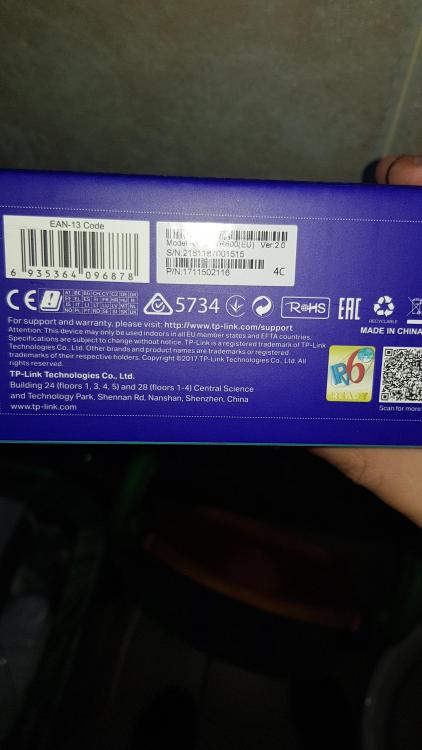 EAN-13 Code
6 935364 096878
Model: R600(EU) Ver:2.0
S/N:2181167001515
P/N:1711502116
4C
CE
5734
RoHS
EAC
RECYCLABLE
MADE IN CHINA
For support and warranty, please visit: http://www.tp-link.com/support
Attention: This device may only be used indoors in all EU member states and EFTA countries.
Specifications are subject to change without notice. TP-Link is a registered trademark of TP-Link
Technologies Co., Ltd. Other brands and product names are trademarks or registered
trademarks of their respective holders. Copyright ©2017 TP-Link Technologies Co., Ltd. All
rights reserved.
TP-Link Technologies Co., Ltd.
Building 24 (floors 1, 3, 4, 5) and 28 (floors 1-4) Central Science
and Technology Park, Shennan Rd, Nanshan, Shenzhen, China
www.tp-link.com
IPv6
READY
Scan for more